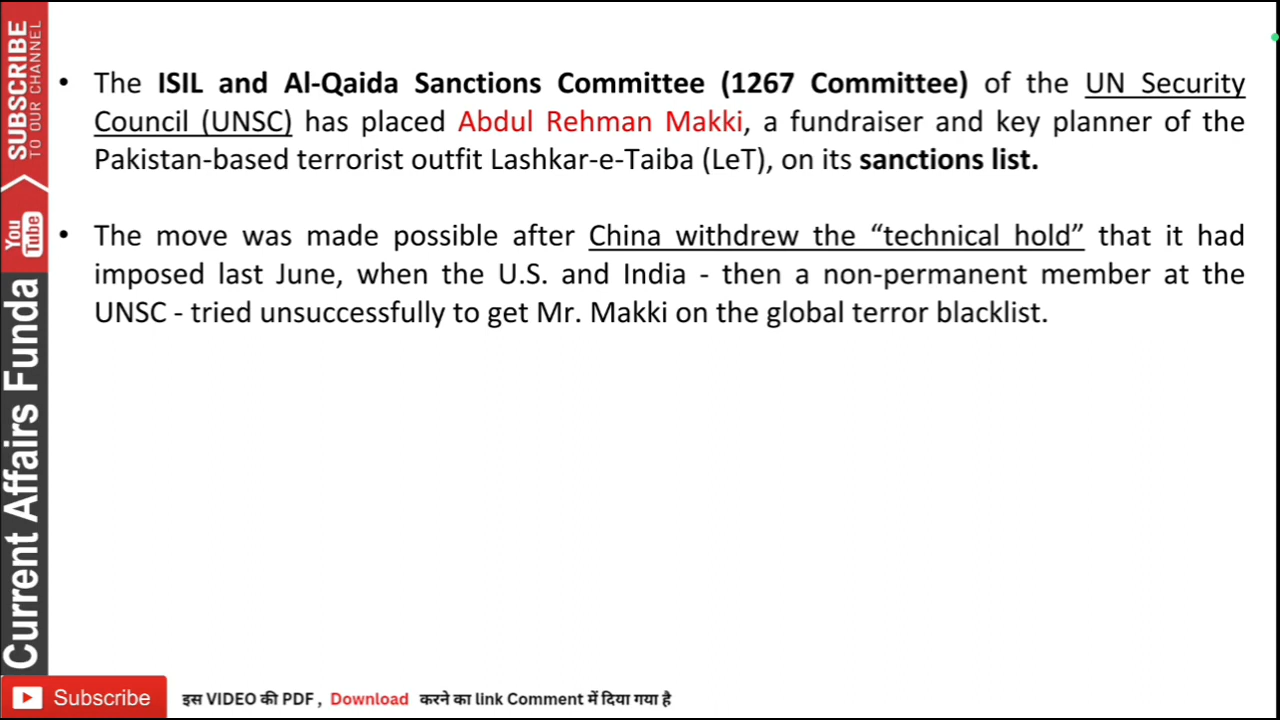 • The ISIL and Al-Qaida Sanctions Committee (1267 Committee) of the UN Security
Council (UNSC) has placed Abdul Rehman Makki, a fundraiser and key planner of the
Pakistan-based terrorist outfit Lashkar-e-Taiba (LeT), on its sanctions list.
• The move was made possible after China withdrew the “technical hold” that it had
imposed last June, when the U.S. and India - then a non-permanent member at the
UNSC - tried unsuccessfully to get Mr. Makki on the global terror blacklist.
SUBSCRIBE
TO OUR CHANNEL
You
Tube
Current Affairs Funda
Subscribe
इस VIDEO की PDF , Download करने का link Comment में दिया गया है